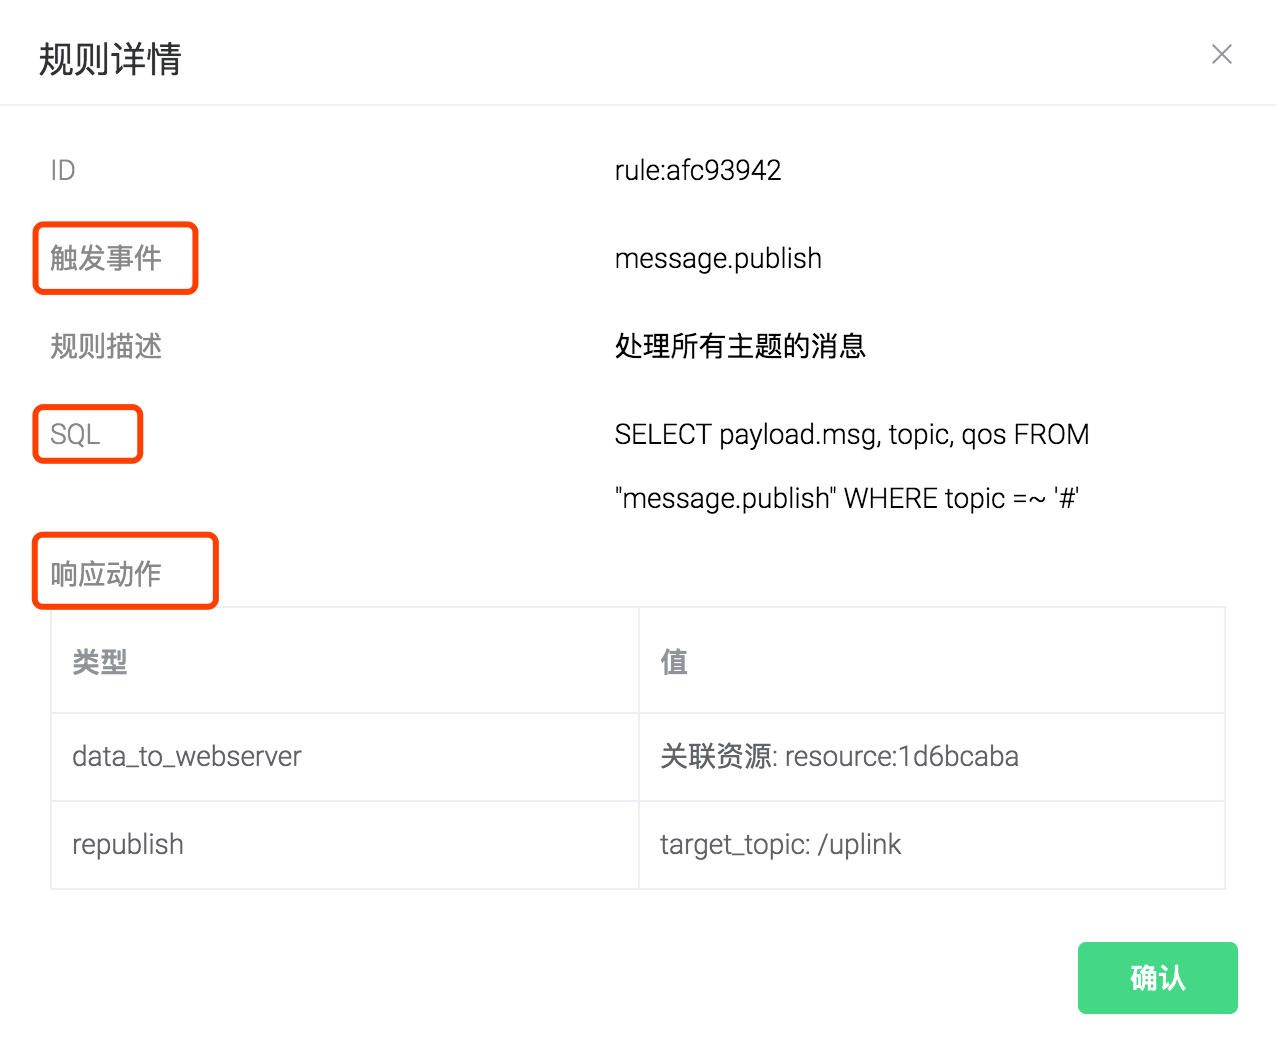 规则详情
ID rule:afc93942
触发事件 message.publish
规则描述 处理所有主题的消息
SQL SELECT payload.msg, topic, qos FROM
"message.publish" WHERE topic =~ '#'
响应动作
类型 值
data_to_webserver 关联资源: resource:1d6bcaba
republish target_topic: /uplink
确认